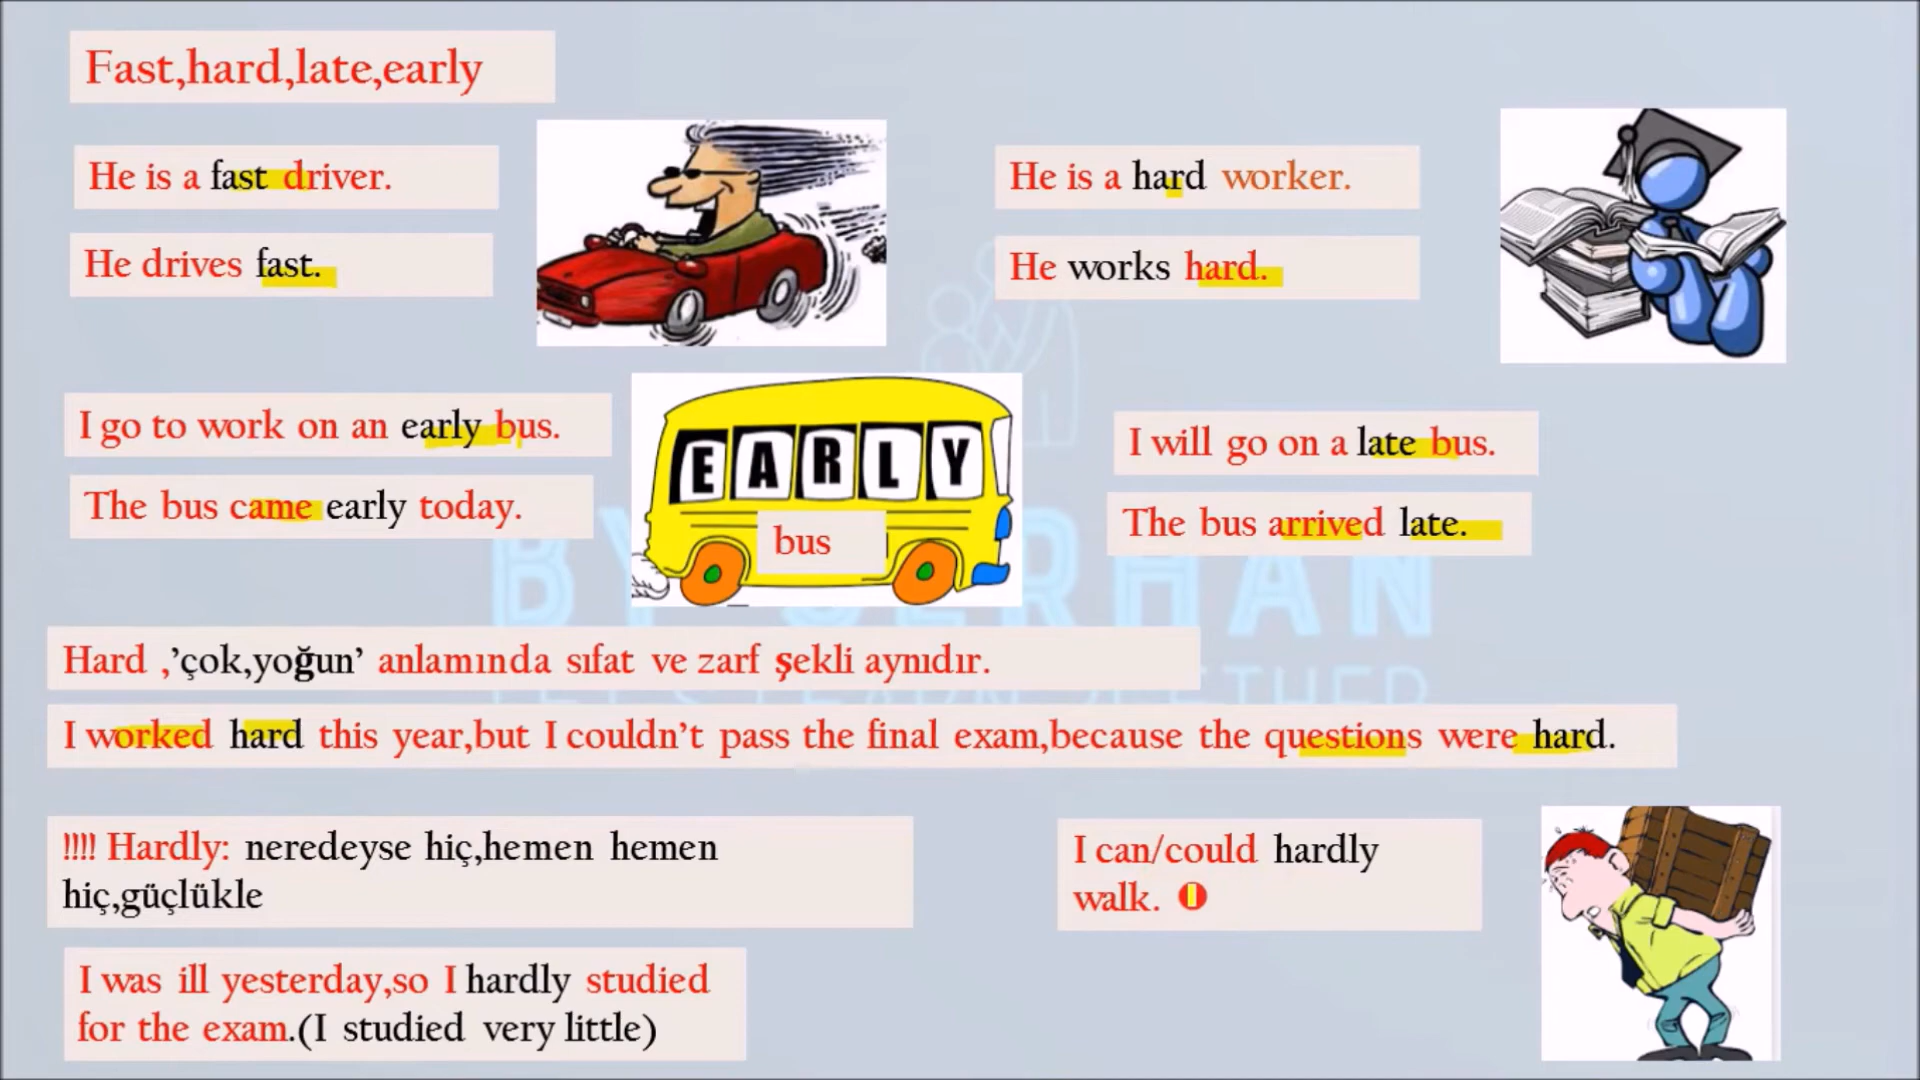 Fast,hard,late,early
He is a fast driver.
He drives fast.
He is a hard worker.
He works hard.
I go to work on an early bus.
The bus came early today.
EARLY
bus
I will go on a late bus.
The bus arrived late.
Hard ,’çok,yoğun’ anlamında sıfat ve zarf şekli aynıdır.
I worked hard this year,but I couldn’t pass the final exam,because the questions were hard.
!!!! Hardly: neredeyse hiç,hemen hemen
hiç,güçlükle
I can/could hardly
walk.
I was ill yesterday,so I hardly studied
for the exam.(I studied very little)